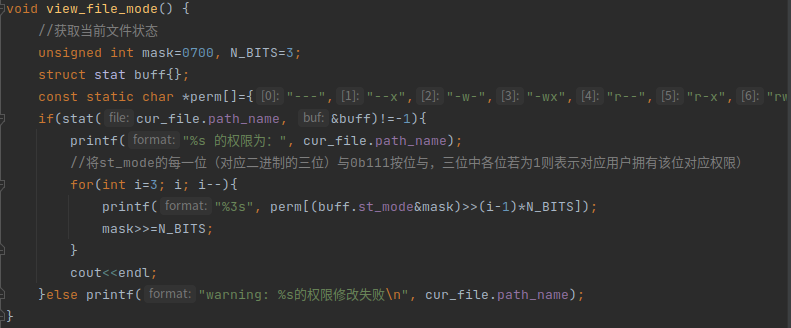 void view_file_mode() {
//获取当前文件状态
unsigned int mask=0700, N_BITS=3;
struct stat buff{};
const static char *perm[]={ [0]: "---", [1]: "--x", [2]: "-w-", [3]: "-wx", [4]: "r--", [5]: "r-x", [6]: "rw
if(stat( file: cur_file.path_name, buf: &buff)!=-1){
printf( format: "%s 的权限为：", cur_file.path_name);
//将st_mode的每一位（对应二进制的三位）与0b111按位与，三位中各位若为1则表示对应用户拥有该位对应权限）
for(int i=3; i; i--){
printf( format: "%3s", perm[(buff.st_mode&mask)>>(i-1)*N_BITS]);
mask>>=N_BITS;
}
cout<<endl;
}else printf( format: "warning: %s的权限修改失败\n", cur_file.path_name);
}